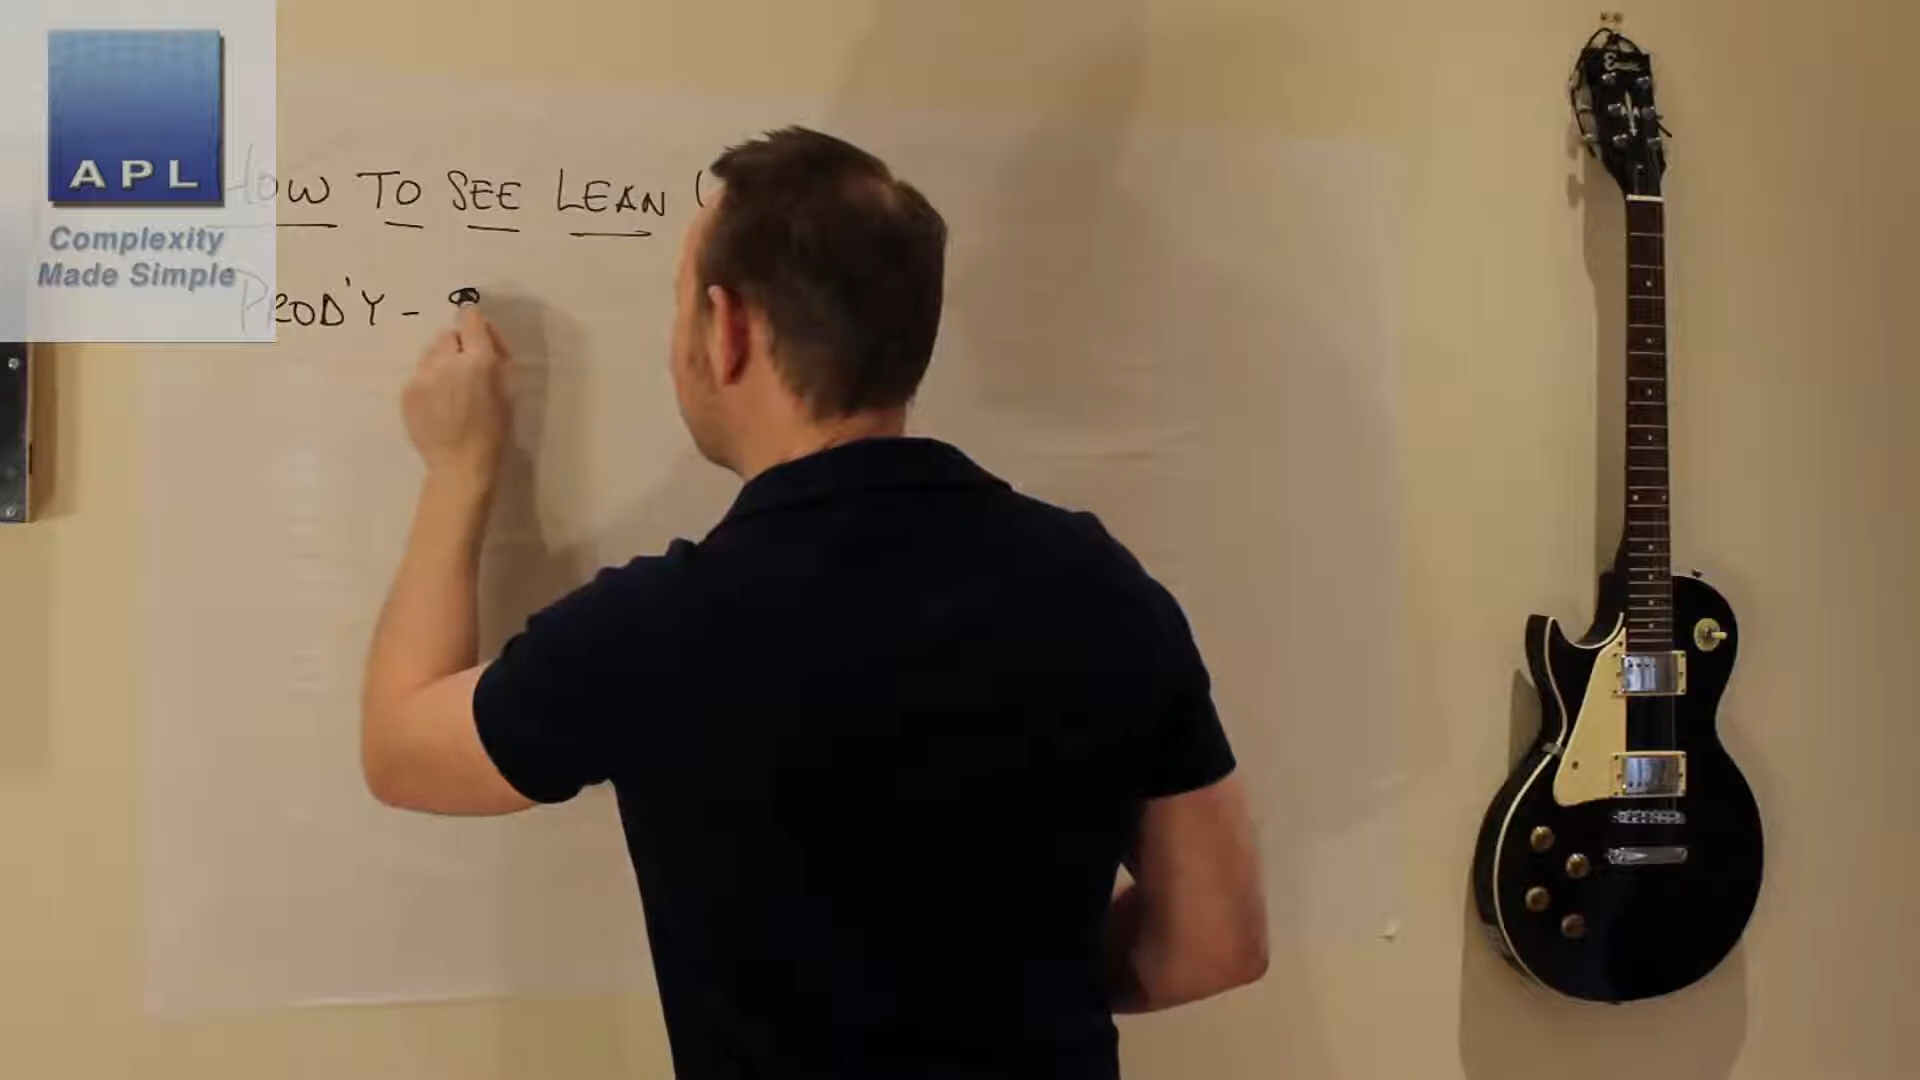 APL
Complexity
Made Simple
HOW TO SEE LEAN
PROD'Y -